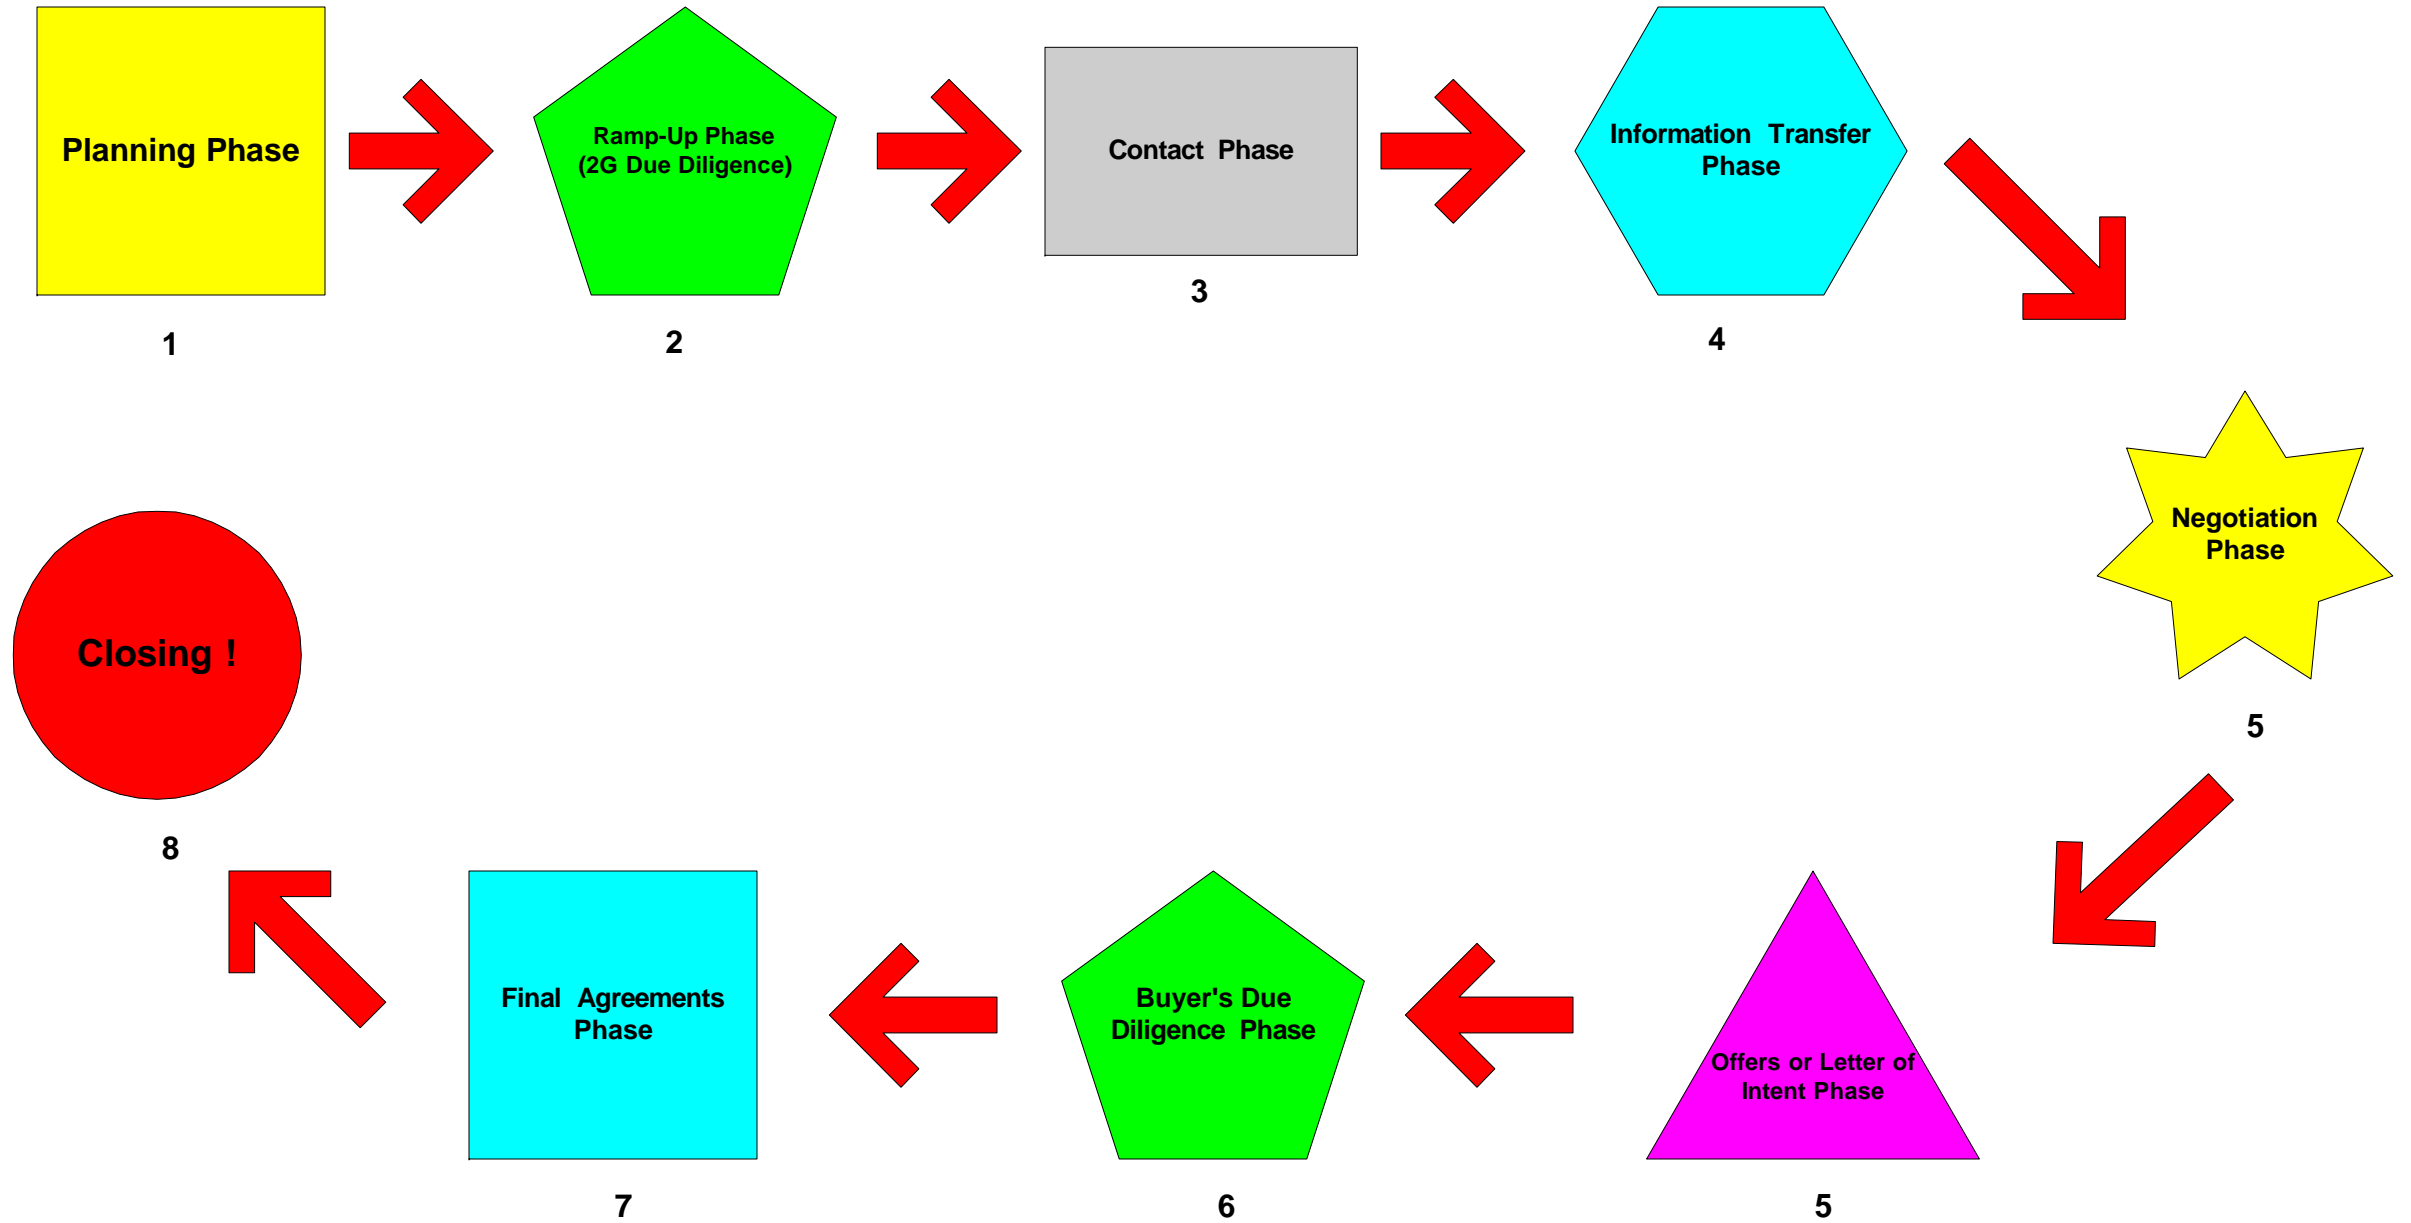 Planning Phase
1
Ramp-Up Phase
(2G Due Diligence)
2
Contact Phase
3
Information Transfer
Phase
4
Negotiation
Phase
5
Offers or Letter of
Intent Phase
5
Buyer's Due
Diligence Phase
6
Final Agreements
Phase
7
Closing !
8